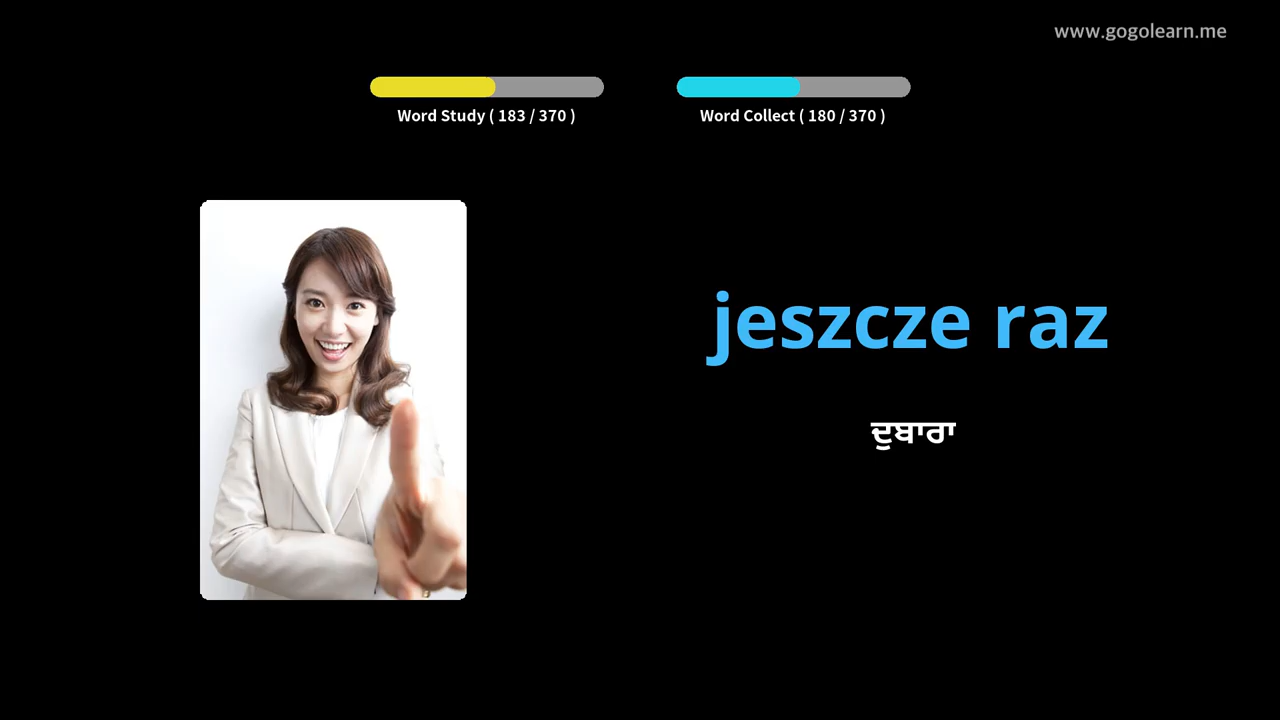 www.gogolearn.me
Word Study ( 183 / 370 )
Word Collect ( 180 / 370 )
jeszcze raz
ਦੁਬਾਰਾ